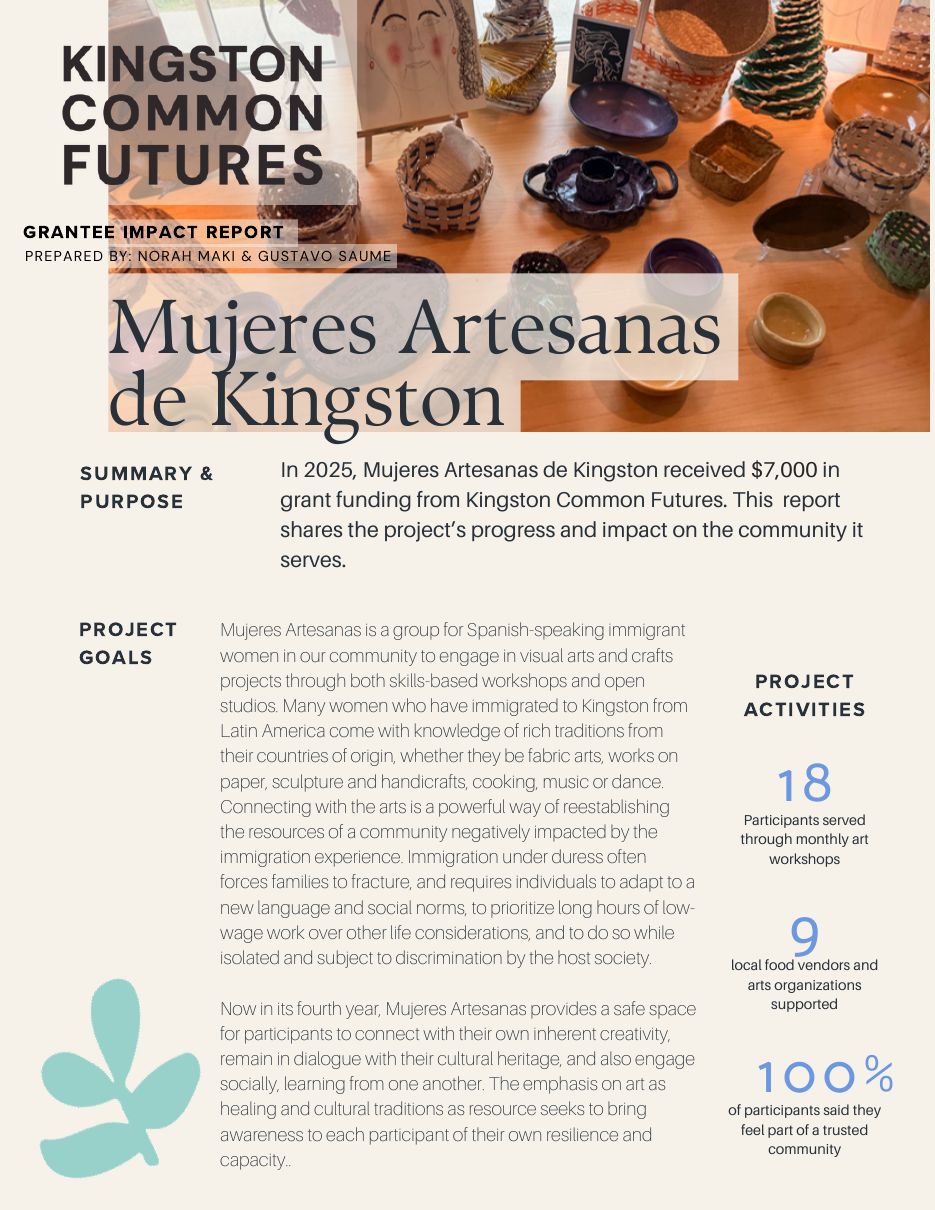 KINGSTON
COMMON
FUTURES
GRANTEE IMPACT REPORT
PREPARED BY: NORAH MAKI & GUSTAVO SAUME
Mujeres Artesanas
de Kingston
SUMMARY &
PURPOSE
In 2025, Mujeres Artesanas de Kingston received $7,000 in
grant funding from Kingston Common Futures. This  report
shares the project’s progress and impact on the community it
serves.
PROJECT
GOALS
Mujeres Artesanas is a group for Spanish-speaking immigrant
women in our community to engage in visual arts and crafts
projects through both skills-based workshops and open
studios. Many women who have immigrated to Kingston from
Latin America come with knowledge of rich traditions from
their countries of origin, whether they be fabric arts, works on
paper, sculpture and handicrafts, cooking, music or dance.
Connecting with the arts is a powerful way of reestablishing
the resources of a community negatively impacted by the
immigration experience. Immigration under duress often
forces families to fracture, and requires individuals to adapt to a
new language and social norms, to prioritize long hours of low-
wage work over other life considerations, and to do so while
isolated and subject to discrimination by the host society.
Now in its fourth year, Mujeres Artesanas provides a safe space
for participants to connect with their own inherent creativity,
remain in dialogue with their cultural heritage, and also engage
socially, learning from one another. The emphasis on art as
healing and cultural traditions as resource seeks to bring
awareness to each participant of their own resilience and
capacity..
PROJECT
ACTIVITIES
18
Participants served
through monthly art
workshops
9
local food vendors and
arts organizations
supported
100%
of participants said they
feel part of a trusted
community